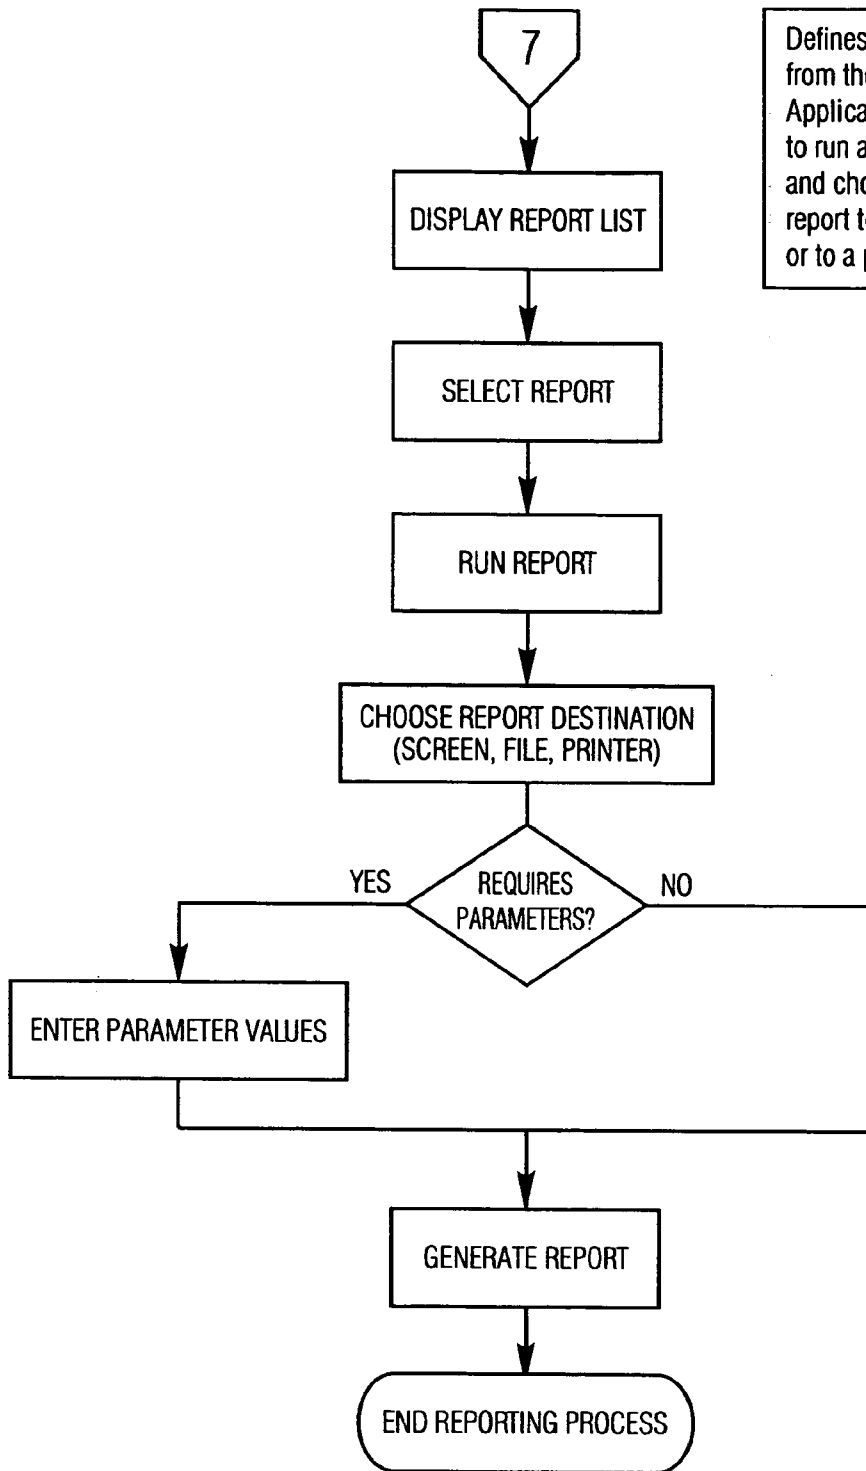 7
Defines
from the
Applica
to run a
and cho
report t
or to a
DISPLAY REPORT LIST
SELECT REPORT
RUN REPORT
CHOOSE REPORT DESTINATION
(SCREEN, FILE, PRINTER)
YES
REQUIRES
PARAMETERS?
NO
ENTER PARAMETER VALUES
GENERATE REPORT
END REPORTING PROCESS